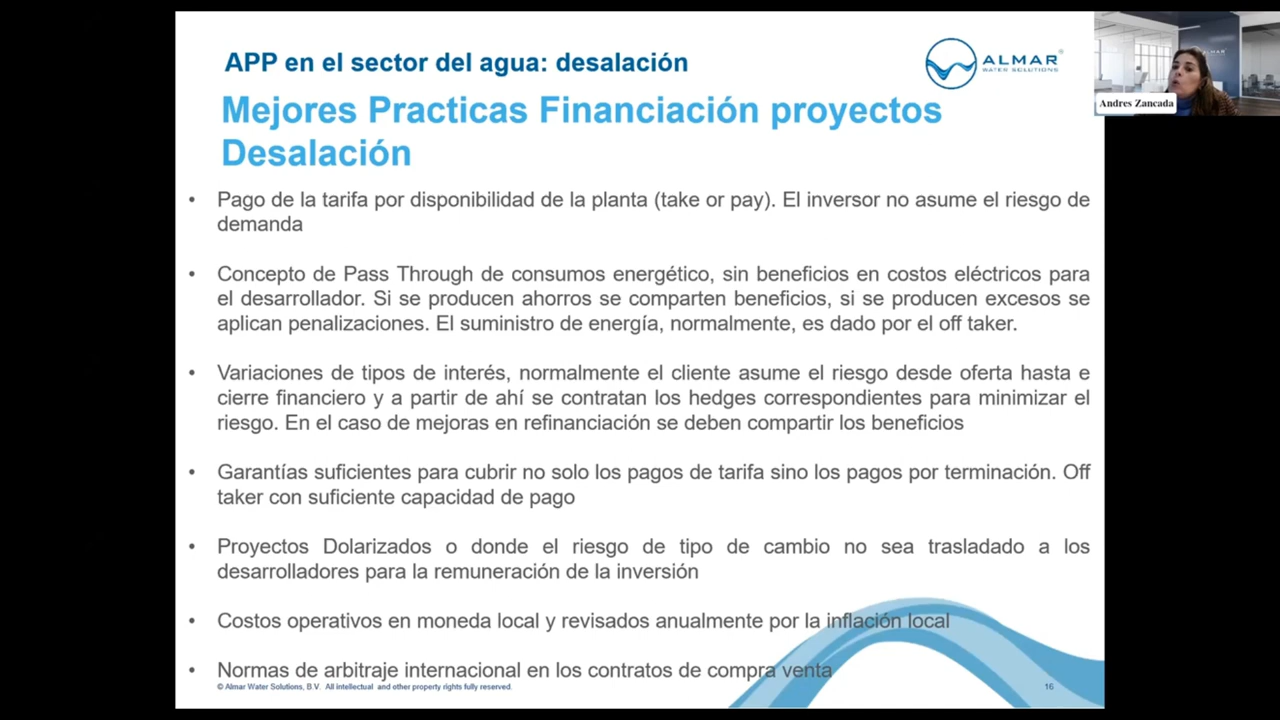 APP en el sector del agua: desalación
ALMAR
WATER SOLUTIONS
Andres Zancada
Mejores Practicas Financiación proyectos
Desalación
• Pago de la tarifa por disponibilidad de la planta (take or pay). El inversor no asume el riesgo de
demanda
• Concepto de Pass Through de consumos energético, sin beneficios en costos eléctricos para
el desarrollador. Si se producen ahorros se comparten beneficios, si se producen excesos se
aplican penalizaciones. El suministro de energía, normalmente, es dado por el off taker.
• Variaciones de tipos de interés, normalmente el cliente asume el riesgo desde oferta hasta e
cierre financiero y a partir de ahí se contratan los hedges correspondientes para minimizar el
riesgo. En el caso de mejoras en refinanciación se deben compartir los beneficios
• Garantías suficientes para cubrir no solo los pagos de tarifa sino los pagos por terminación. Off
taker con suficiente capacidad de pago
• Proyectos Dolarizados o donde el riesgo de tipo de cambio no sea trasladado a los
desarrolladores para la remuneración de la inversión
• Costos operativos en moneda local y revisados anualmente por la inflación local
• Normas de arbitraje internacional en los contratos de compra venta
© Almar Water Solutions, B.V. All intellectual and other property rights fully reserved.
16